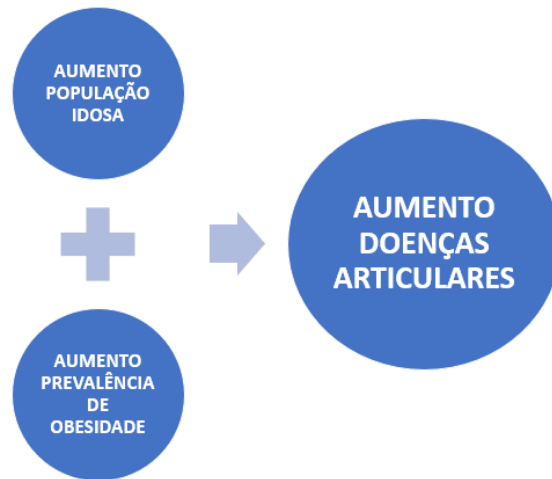 AUMENTO
POPULAÇÃO
IDOSA
AUMENTO
PREVALÊNCIA
DE
OBESIDADE
AUMENTO
DOENÇAS
ARTICULARES